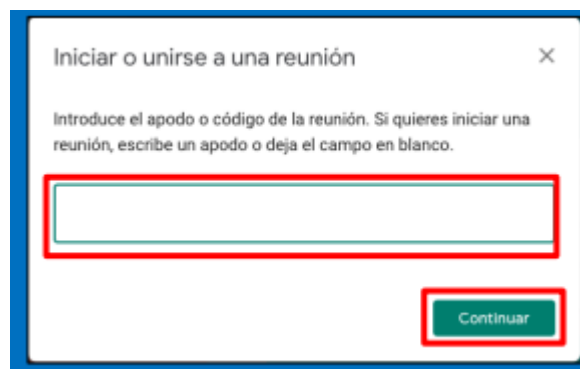 Iniciar o unirse a una reunión
Introduce el apodo o código de la reunión. Si quieres iniciar una
reunión, escribe un apodo o deja el campo en blanco.
Continuar